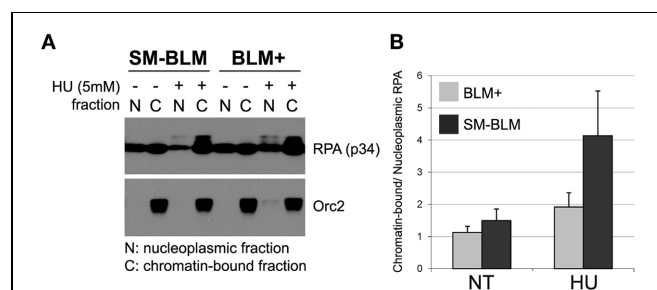 A
SM-BLM BLM+
HU (5mM) - - + + - - + +
fraction N C N C N C N C
RPA (p34)
Orc2
N: nucleoplasmic fraction
C: chromatin-bound fraction
B
Chromatin-bound/ Nucleoplasmic RPA
6
5
4
3
2
1
0
BLM+
SM-BLM
NT HU